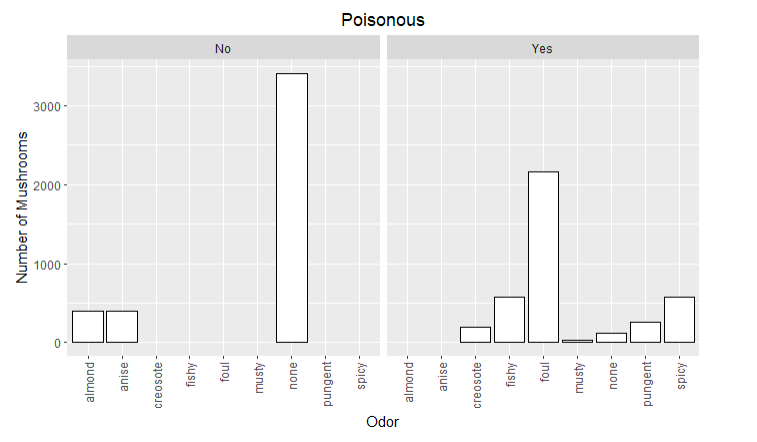 Poisonous
No
Yes
Number of Mushrooms
3000
2000
1000
0
almond
anise
creosote
fishy
foul
musty
none
pungent
spicy
almond
anise
creosote
fishy
foul
musty
none
pungent
spicy
Odor